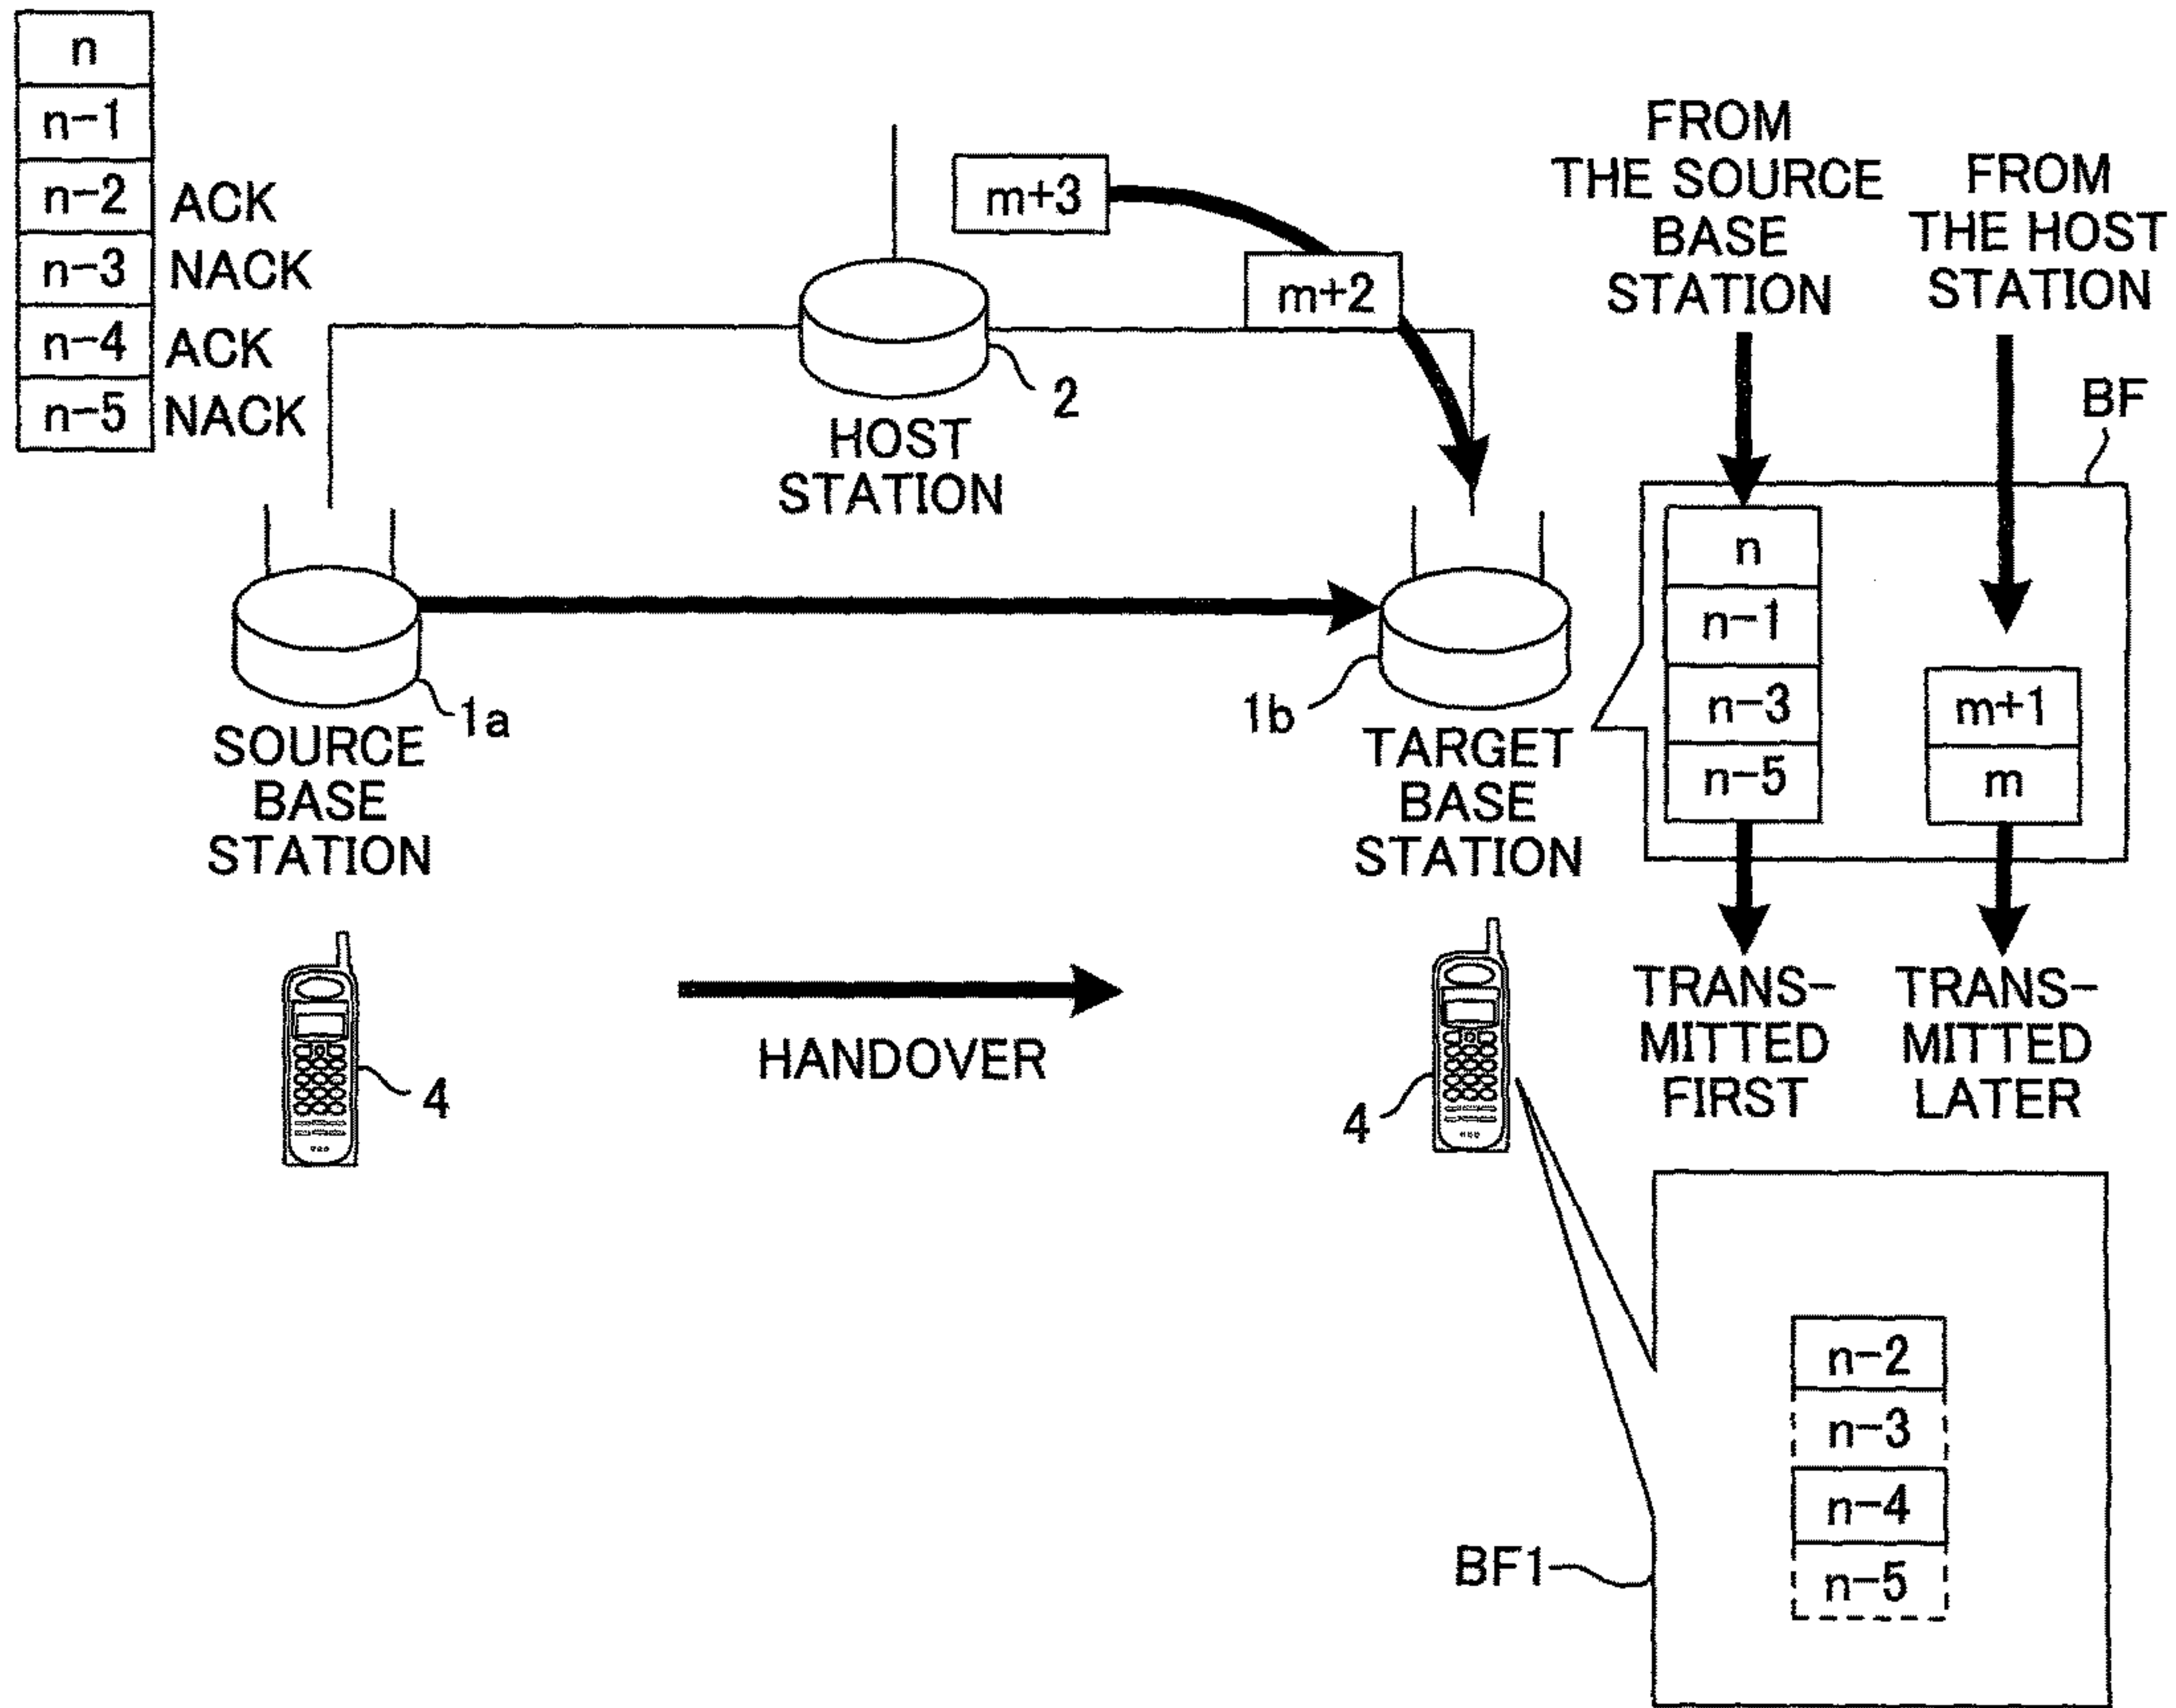 n
n-1
n-2 ACK
n-3 NACK
n-4 ACK
n-5 NACK
m+3
m+2
2
HOST
STATION
FROM
THE SOURCE
BASE
STATION
FROM
THE HOST
STATION
BF
n
n-1
n-3
n-5
m+1
m
1a
SOURCE
BASE
STATION
1b
TARGET
BASE
STATION
TRANS-
MITTED
FIRST
TRANS-
MITTED
LATER
4
HANDOVER
4
n-2
n-3
n-4
n-5
BF1